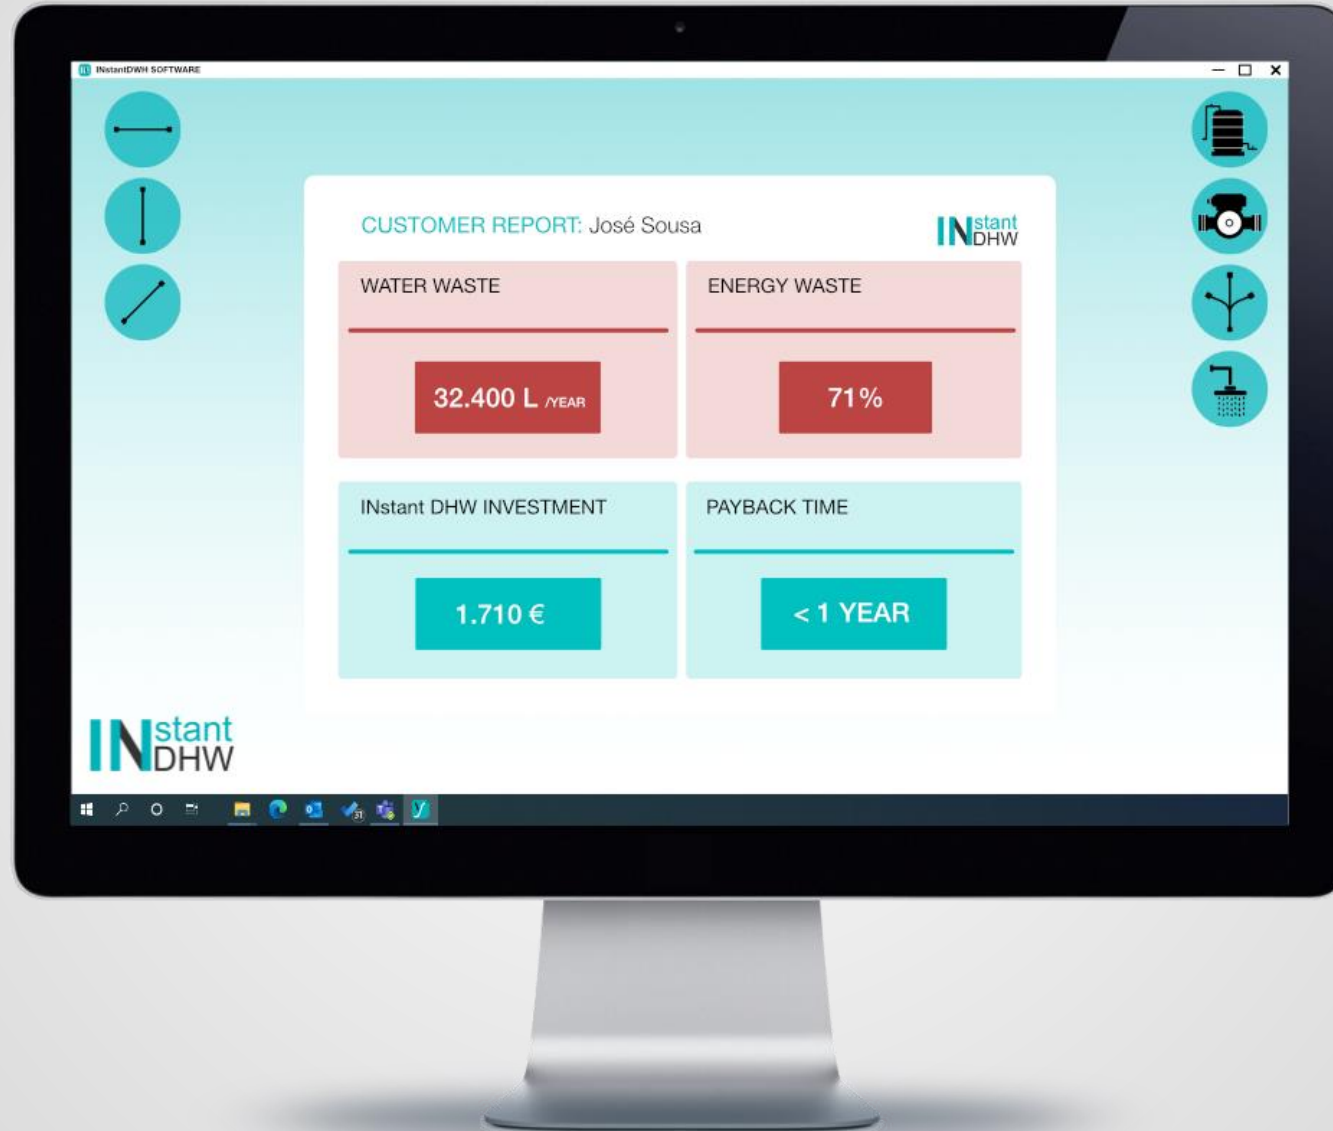 INstantDWH SOFTWARE
CUSTOMER REPORT: José Sousa
INstant
DHW
WATER WASTE
ENERGY WASTE
32.400 L /YEAR
71%
INstant DHW INVESTMENT
PAYBACK TIME
1.710 €
< 1 YEAR
INstant
DHW
31